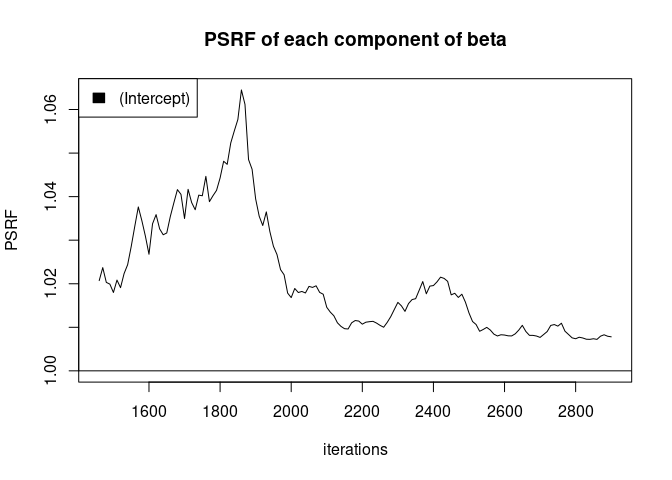 PSRF of each component of beta
(Intercept)
PSRF
1.06
1.04
1.02
1.00
1600 1800 2000 2200 2400 2600 2800
iterations